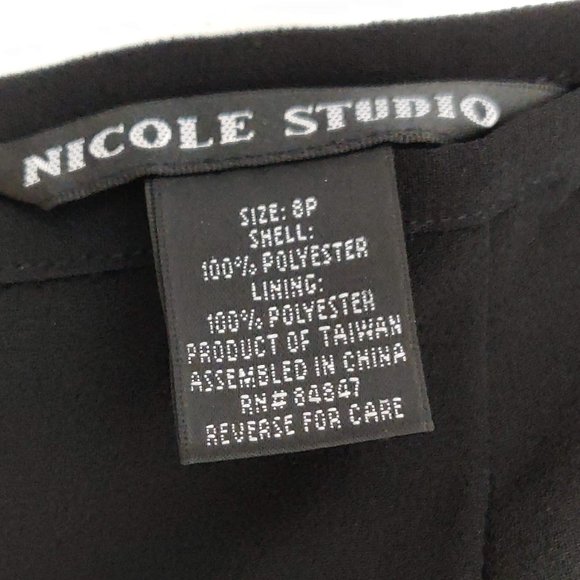 NICOLE STUDIO
SIZE: 8P
SHELL:
100% POLYESTER
LINING:
100% POLYESTER
PRODUCT OF TAIWAN
ASSEMBLED IN CHINA
RN# 84847
REVERSE FOR CARE